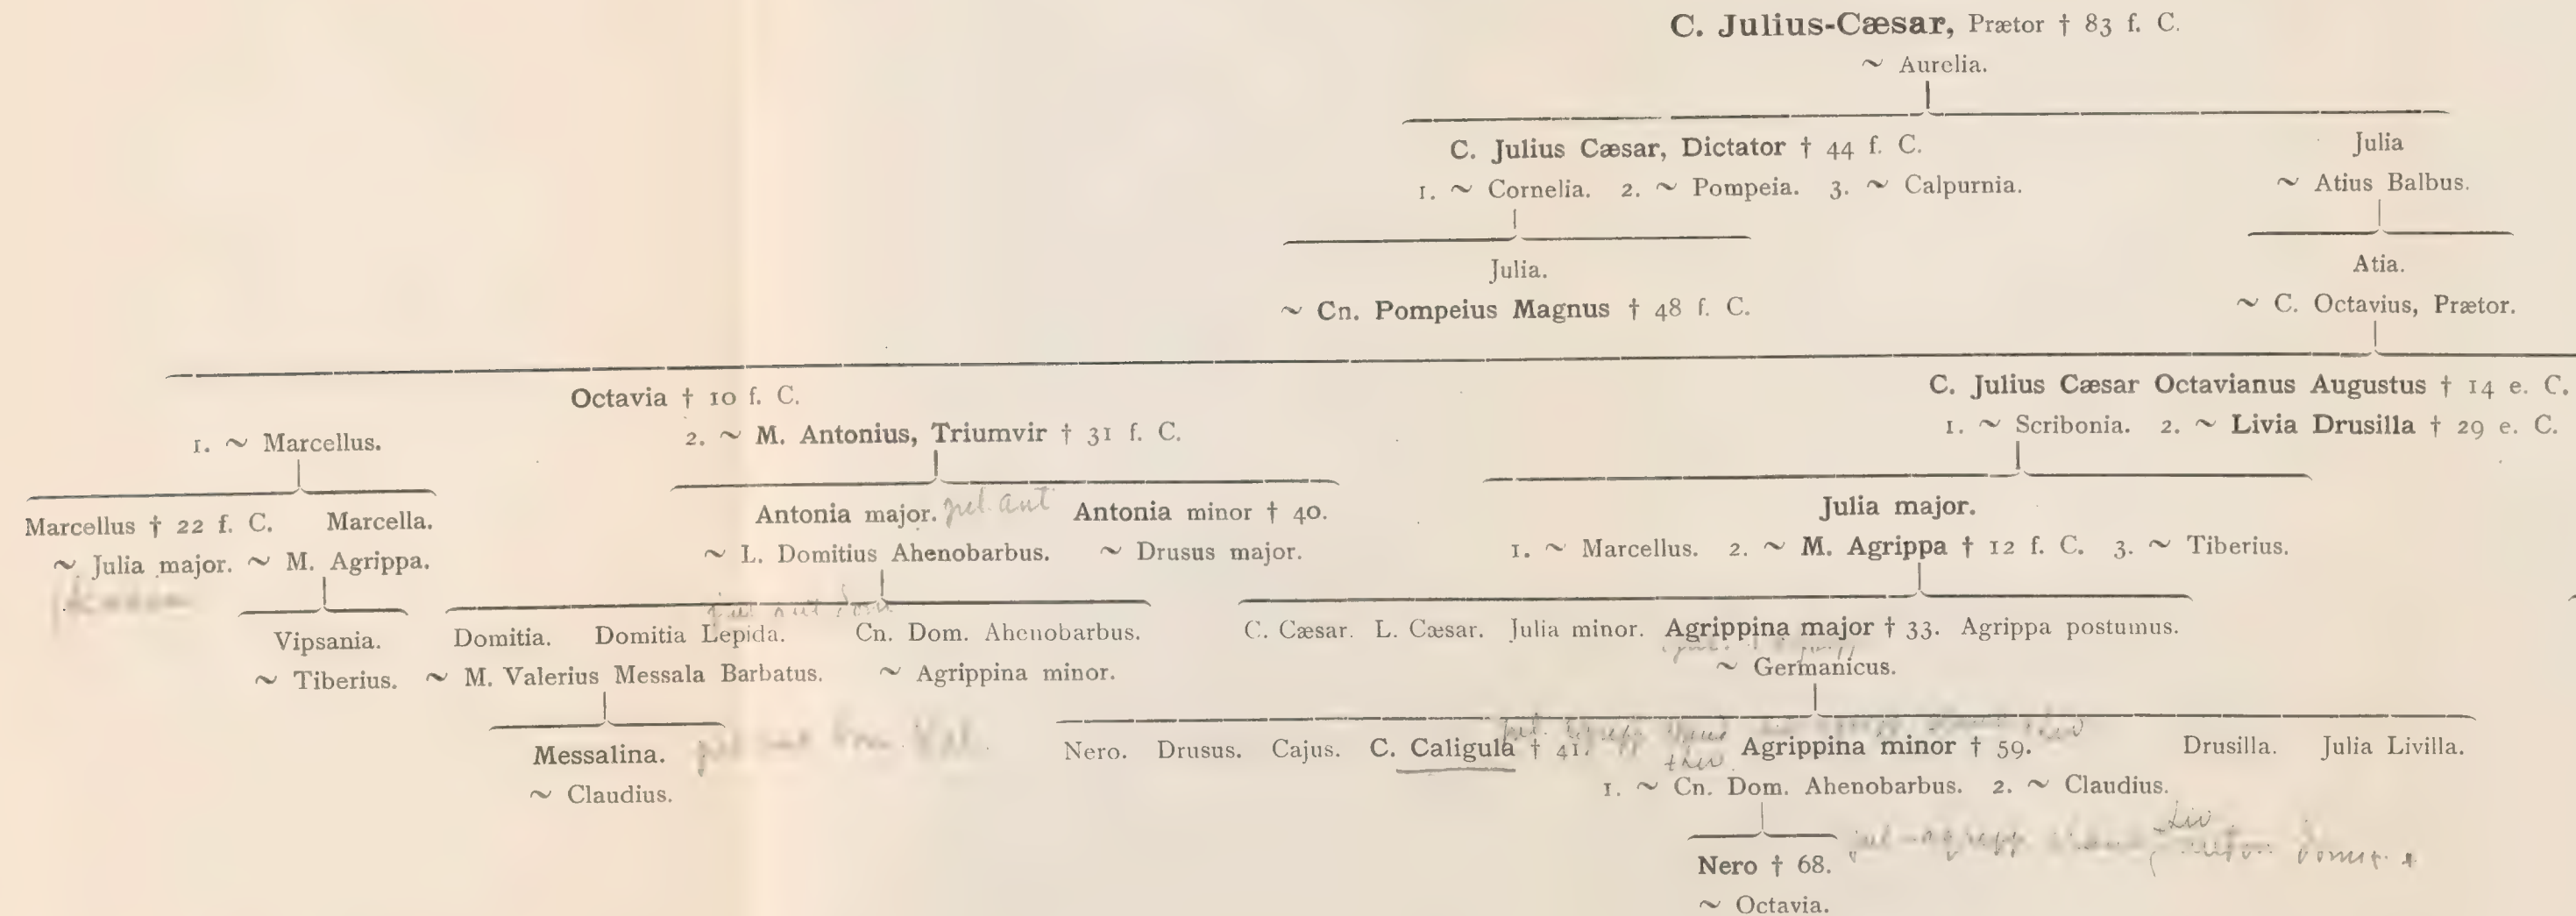 C. Julius-Cæsar, Prætor † 83 f. C.
~ Aurelia.
C. Julius Cæsar, Dictator † 44 f. C.
1. ~ Cornelia. 2. ~ Pompeia. 3. ~ Calpurnia.
Julia
~ Atius Balbus.
Julia.
~ Cn. Pompeius Magnus † 48 f. C.
Atia.
~ C. Octavius, Prætor.
Octavia † 10 f. C.
1. ~ Marcellus.
2. ~ M. Antonius, Triumvir † 31 f. C.
C. Julius Cæsar Octavianus Augustus † 14 e. C.
1. ~ Scribonia. 2. ~ Livia Drusilla † 29 e. C.
Marcellus † 22 f. C. Marcella.
~ Julia major. ~ M. Agrippa.
Antonia major. Antonia minor † 40.
~ L. Domitius Ahenobarbus. ~ Drusus major.
Julia major.
1. ~ Marcellus. 2. ~ M. Agrippa † 12 f. C. 3. ~ Tiberius.
Vipsania.
~ Tiberius.
Domitia. Domitia Lepida. Cn. Dom. Ahenobarbus.
~ M. Valerius Messala Barbatus. ~ Agrippina minor.
C. Cæsar. L. Cæsar. Julia minor. Agrippina major † 33. Agrippa postumus.
~ Germanicus.
Messalina.
~ Claudius.
Nero. Drusus. Cajus. C. Caligula † 41. Agrippina minor † 59. Drusilla. Julia Livilla.
1. ~ Cn. Dom. Ahenobarbus. 2. ~ Claudius.
Nero † 68.
~ Octavia.